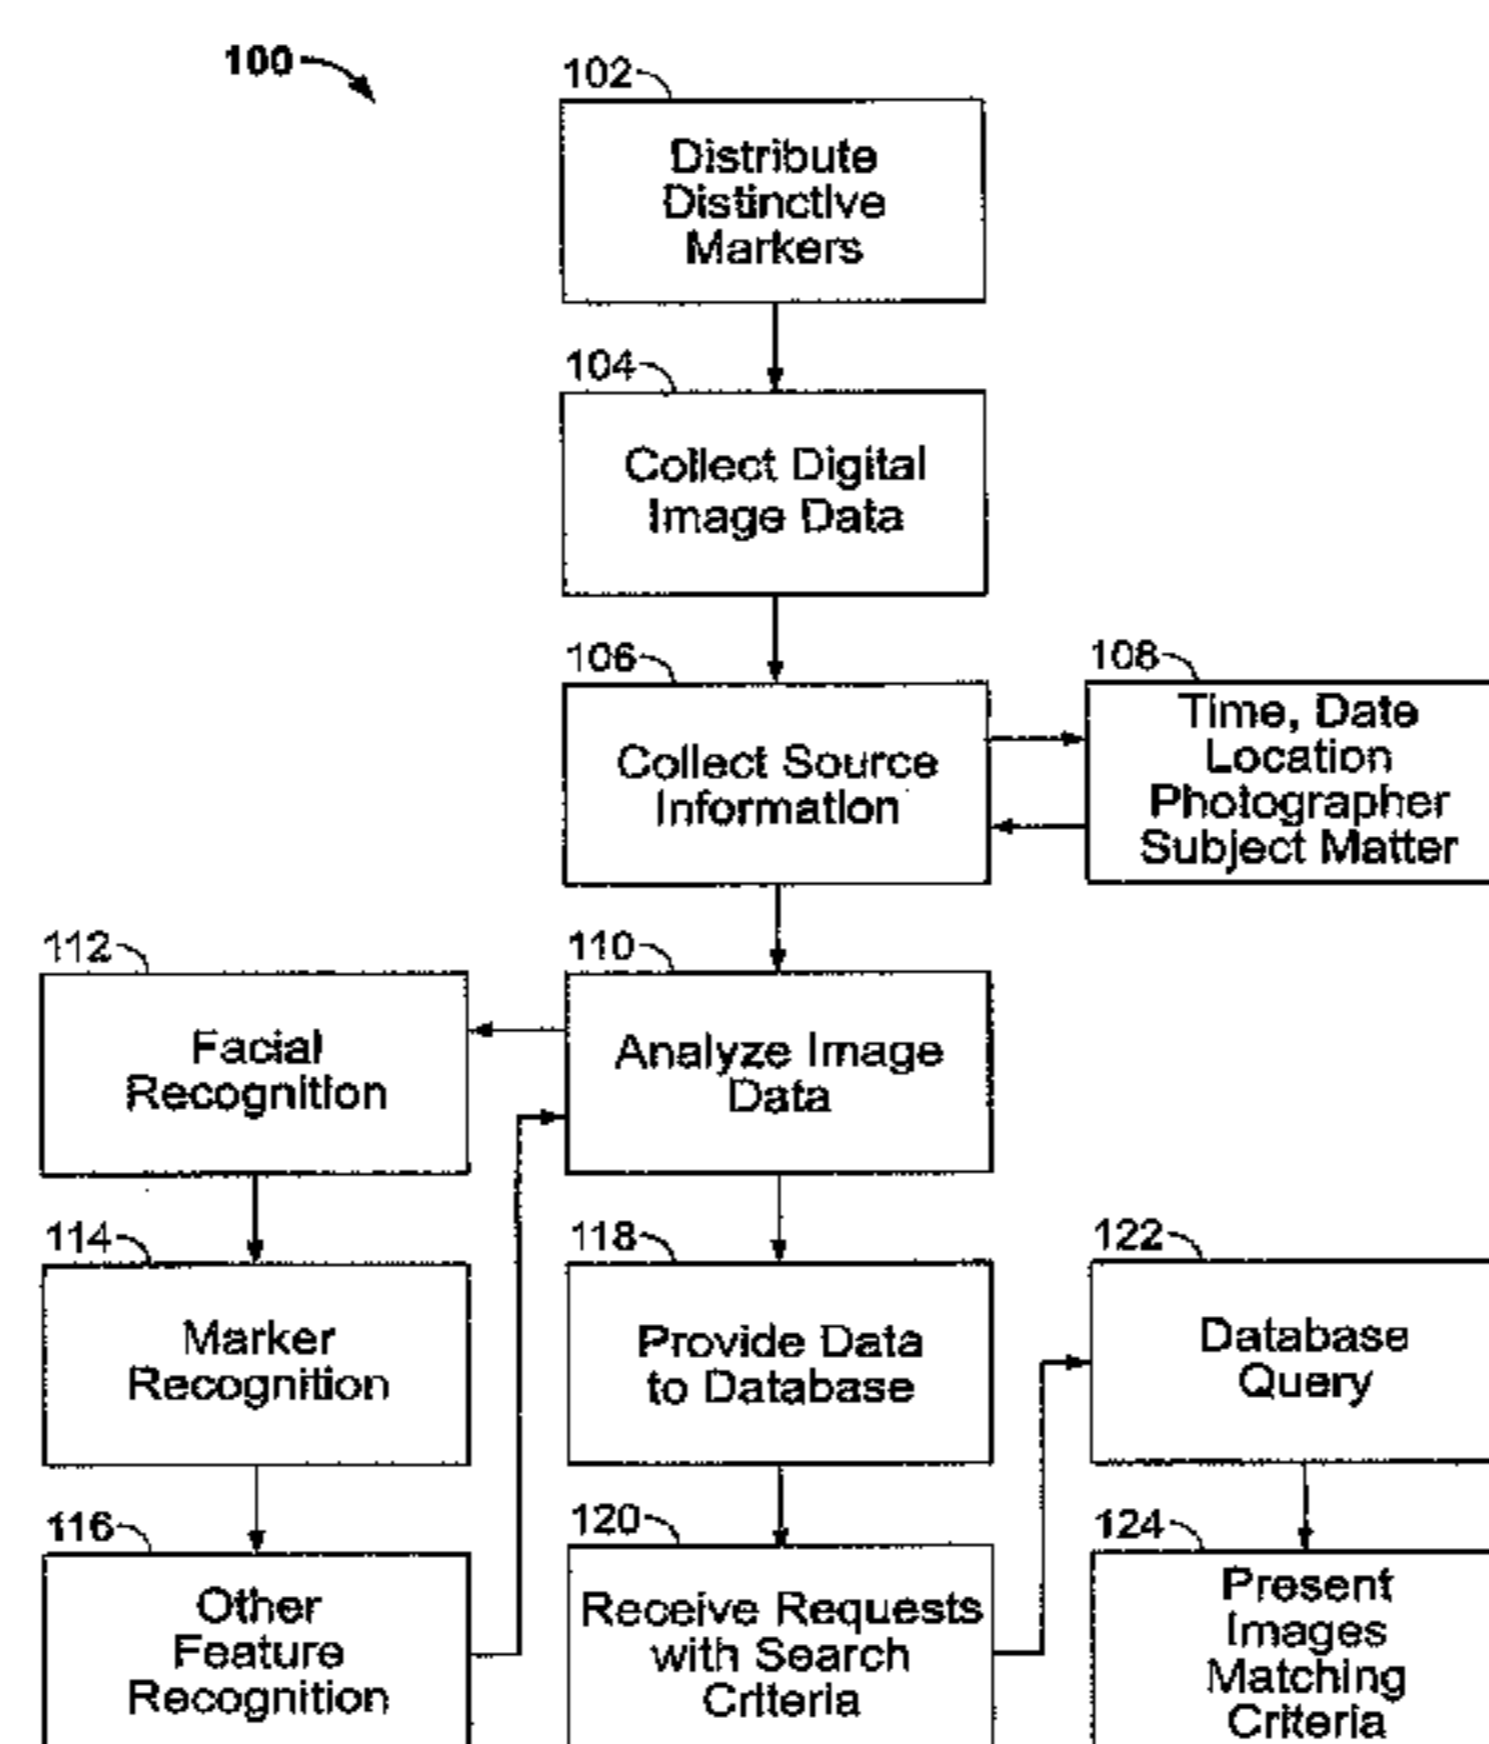 100
102
Distribute
Distinctive
Markers
104
Collect Digital
Image Data
106
Collect Source
Information
108
Time, Date
Location
Photographer
Subject Matter
110
Analyze Image
Data
112
Facial
Recognition
114
Marker
Recognition
116
Other
Feature
Recognition
118
Provide Data
to Database
120
Receive Requests
with Search
Criteria
122
Database
Query
124
Present
Images
Matching
Criteria